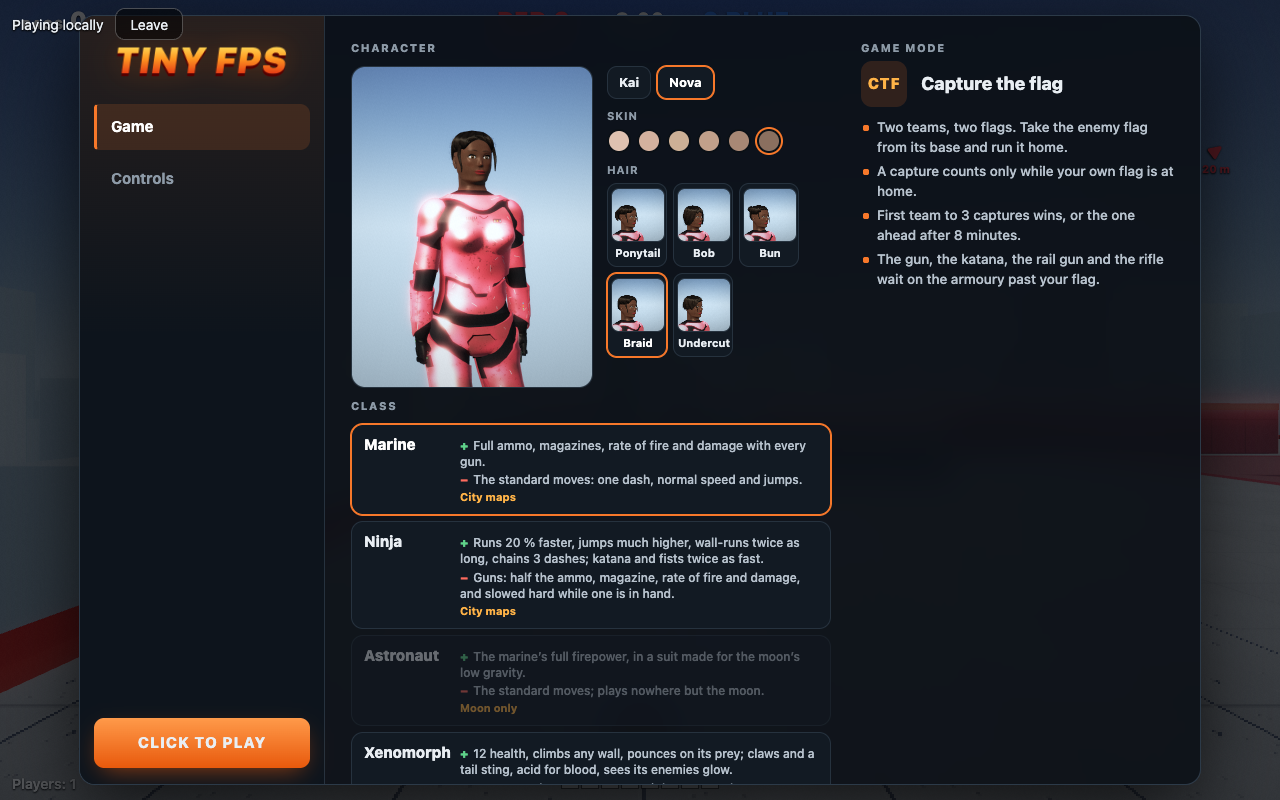 Playing locally
Leave
TINY FPS
Game
Controls
CLICK TO PLAY
Players: 1
CHARACTER
Kai
Nova
SKIN
HAIR
Ponytail
Bob
Bun
Braid
Undercut
CLASS
Marine
+ Full ammo, magazines, rate of fire and damage with every
gun.
− The standard moves: one dash, normal speed and jumps.
City maps
Ninja
+ Runs 20 % faster, jumps much higher, wall-runs twice as
long, chains 3 dashes; katana and fists twice as fast.
− Guns: half the ammo, magazine, rate of fire and damage,
and slowed hard while one is in hand.
City maps
Astronaut
+ The marine's full firepower, in a suit made for the moon's
low gravity.
− The standard moves; plays nowhere but the moon.
Moon only
Xenomorph
+ 12 health, climbs any wall, pounces on its prey; claws and a
tail sting, acid for blood, sees its enemies glow.
GAME MODE
CTF
Capture the flag
Two teams, two flags. Take the enemy flag
from its base and run it home.
A capture counts only while your own flag is at
home.
First team to 3 captures wins, or the one
ahead after 8 minutes.
The gun, the katana, the rail gun and the rifle
wait on the armoury past your flag.